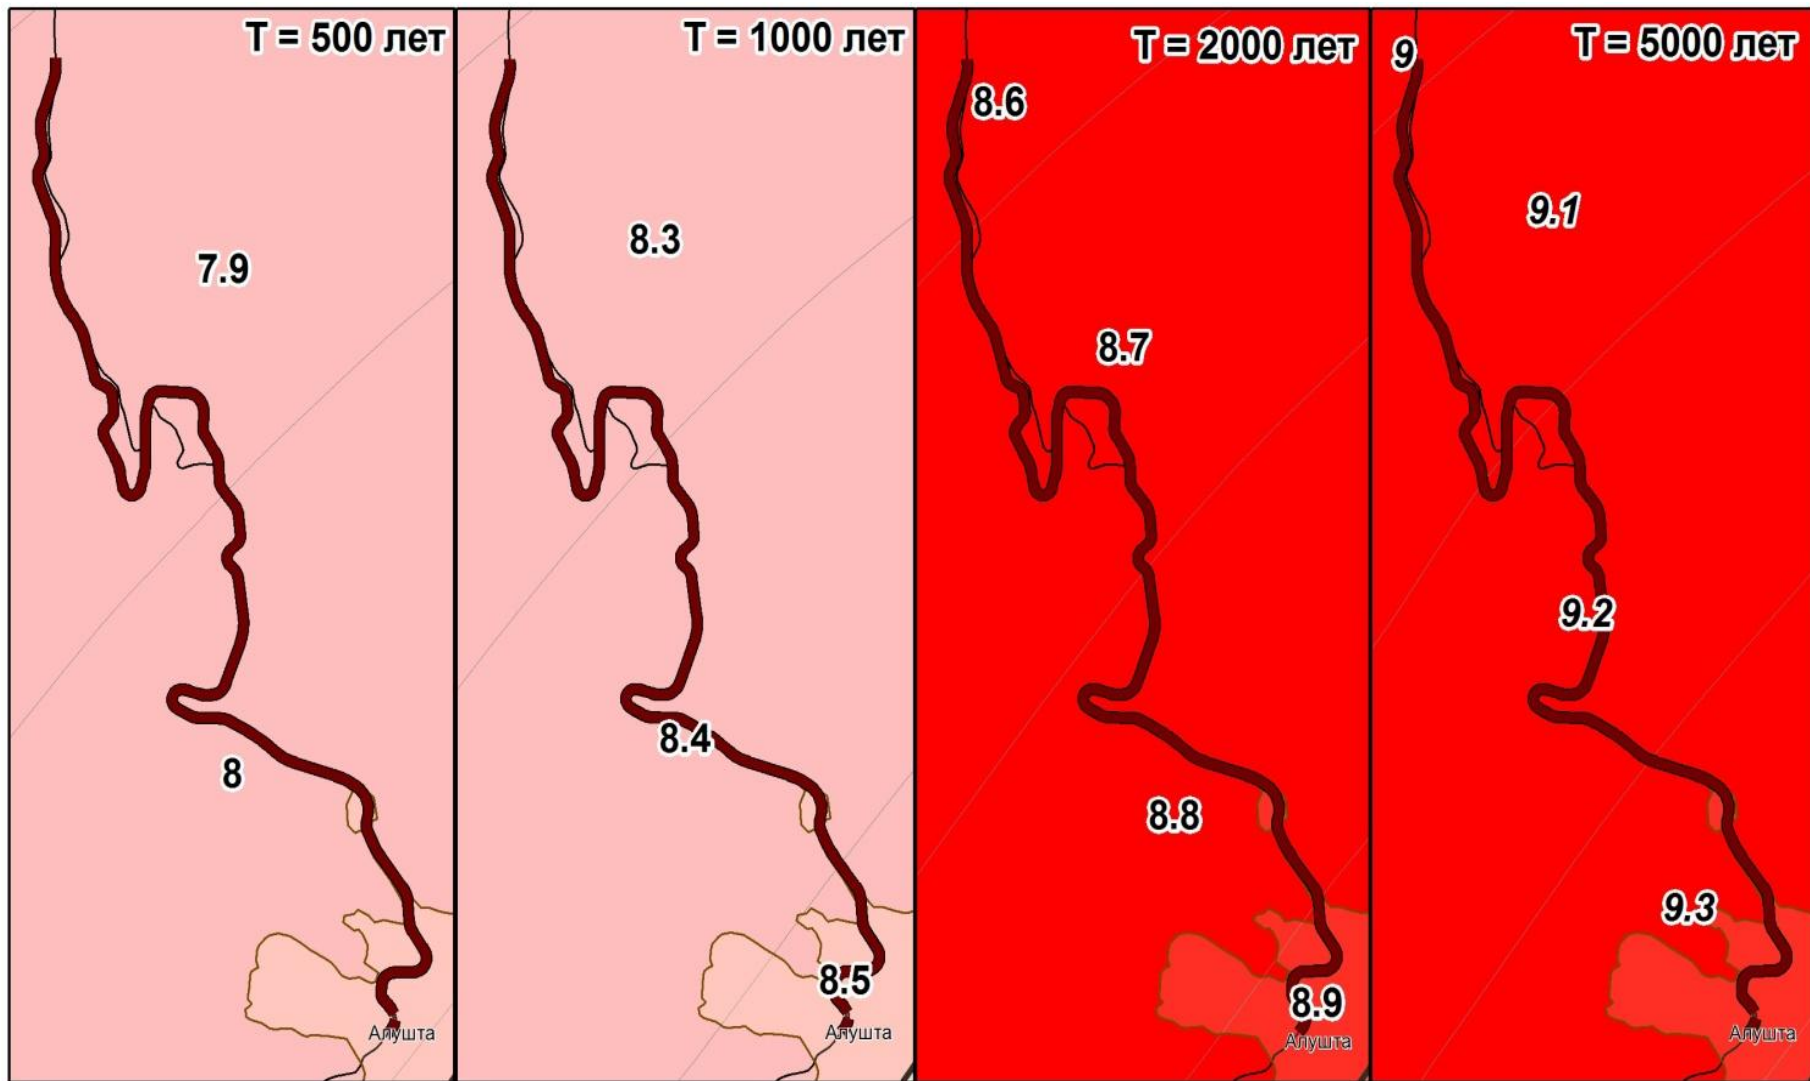 T = 500 лет
7.9
8
Алушта
T = 1000 лет
8.3
8.4
8.5
Алушта
T = 2000 лет
8.6
8.7
8.8
8.9
Алушта
T = 5000 лет
9
9.1
9.2
9.3
Алушта